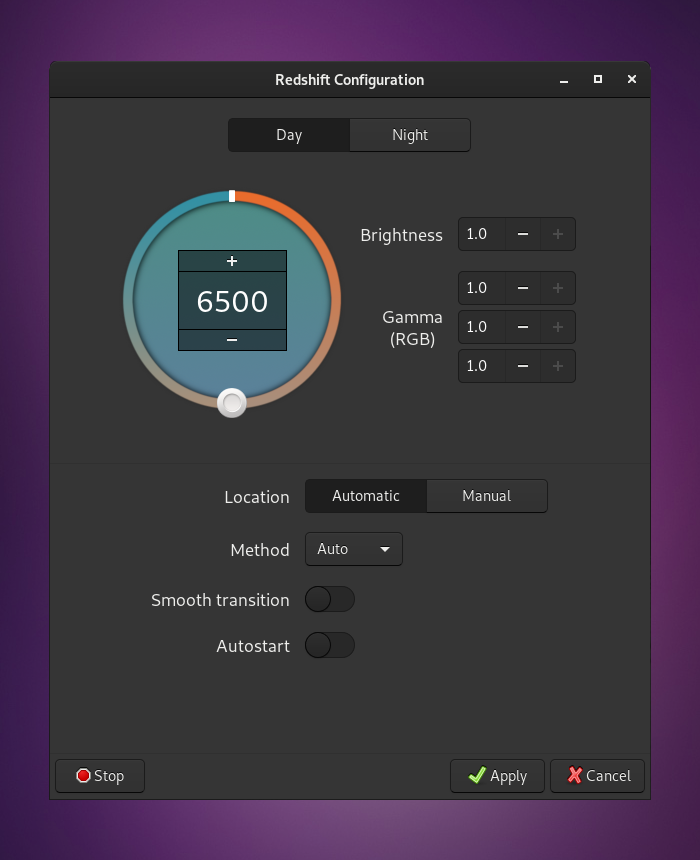 Redshift Configuration
Day
Night
+
6500
−
Brightness
1.0 − +
Gamma
(RGB)
1.0 − +
1.0 − +
1.0 − +
Location
Automatic
Manual
Method
Auto
Smooth transition
Autostart
Stop
Apply
Cancel